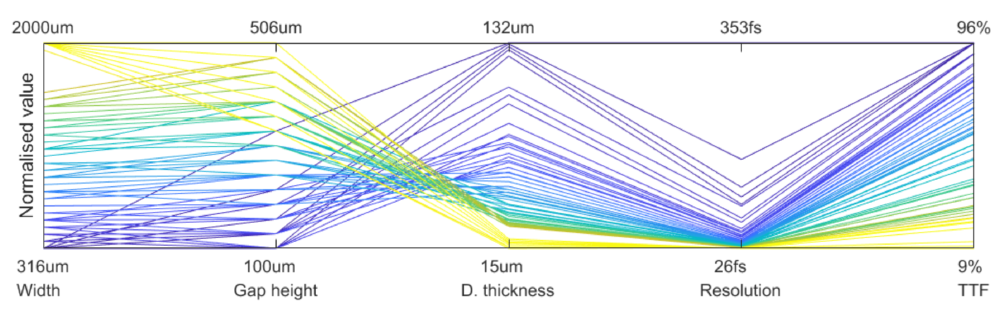 2000um 506um 132um 353fs 96%
Normalised value
316um 100um 15um 26fs 9%
Width Gap height D. thickness Resolution TTF